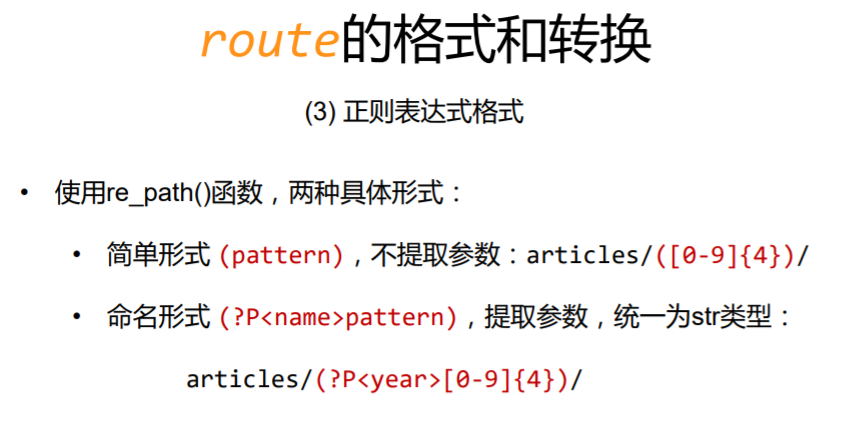 route的格式和转换
(3) 正则表达式格式
• 使用re_path()函数，两种具体形式：
• 简单形式 (pattern)，不提取参数：articles/([0-9]{4})/
• 命名形式 (?P<name>pattern)，提取参数，统一为str类型：
articles/(?P<year>[0-9]{4})/